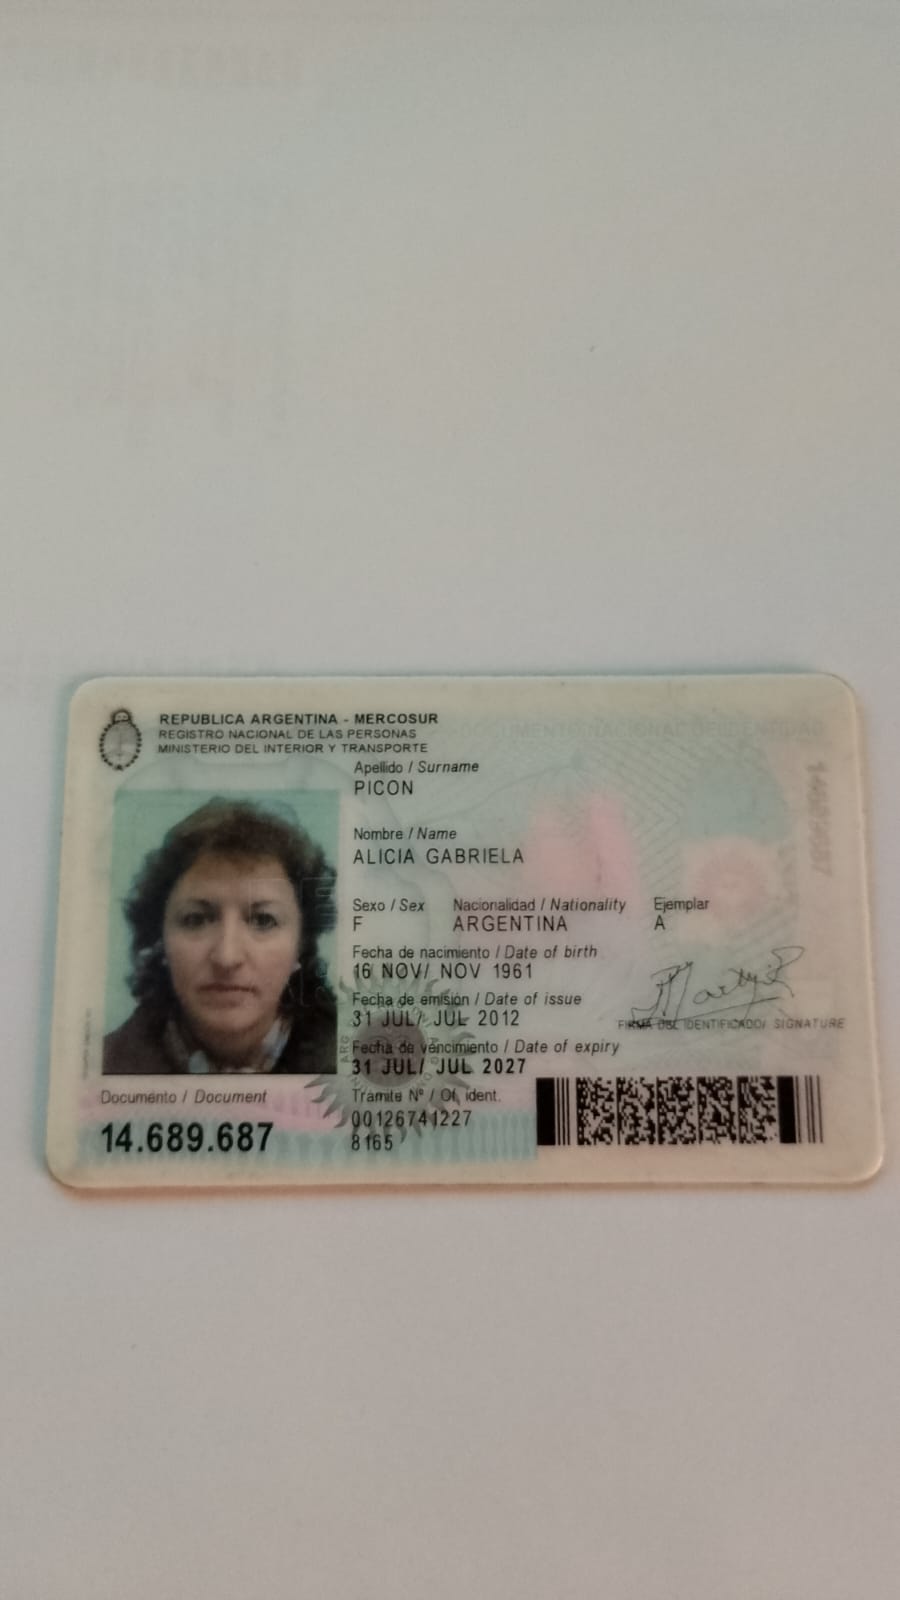 REPUBLICA ARGENTINA - MERCOSUR
REGISTRO NACIONAL DE LAS PERSONAS
MINISTERIO DEL INTERIOR Y TRANSPORTE
DOCUMENTO NACIONAL DE IDENTIDAD
Apellido / Surname
PICON
Nombre / Name
ALICIA GABRIELA
Sexo / Sex Nacionalidad / Nationality Ejemplar
F ARGENTINA A
Fecha de nacimiento / Date of birth
16 NOV/ NOV 1961
Fecha de emisión / Date of issue
31 JUL/ JUL 2012
FIRMA DEL IDENTIFICADO/ SIGNATURE
Fecha de vencimiento / Date of expiry
31 JUL/ JUL 2027
Documento / Document
14.689.687
Trámite Nº / Of. ident.
00126741227
8165